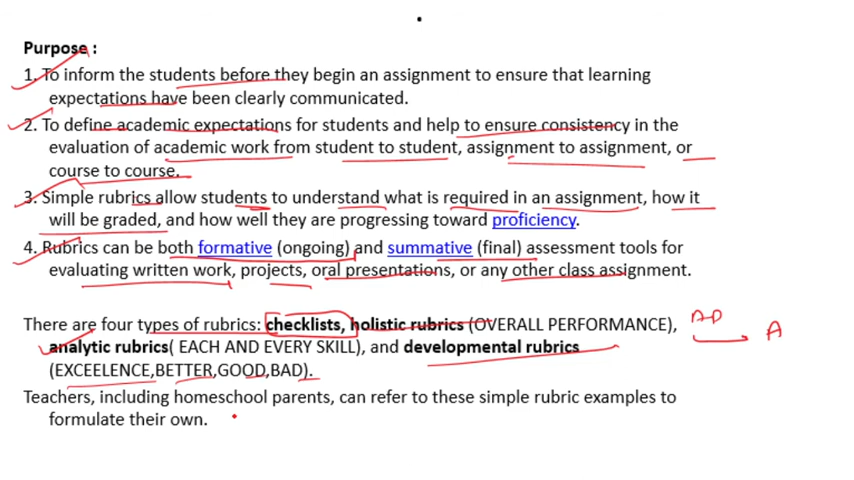 Purpose :
1. To inform the students before they begin an assignment to ensure that learning
expectations have been clearly communicated.
2. To define academic expectations for students and help to ensure consistency in the
evaluation of academic work from student to student, assignment to assignment, or
course to course.
3. Simple rubrics allow students to understand what is required in an assignment, how it
will be graded, and how well they are progressing toward proficiency.
4. Rubrics can be both formative (ongoing) and summative (final) assessment tools for
evaluating written work, projects, oral presentations, or any other class assignment.
There are four types of rubrics: checklists, holistic rubrics (OVERALL PERFORMANCE),
analytic rubrics( EACH AND EVERY SKILL), and developmental rubrics
(EXCEELENCE,BETTER,GOOD,BAD).
A
Teachers, including homeschool parents, can refer to these simple rubric examples to
formulate their own.